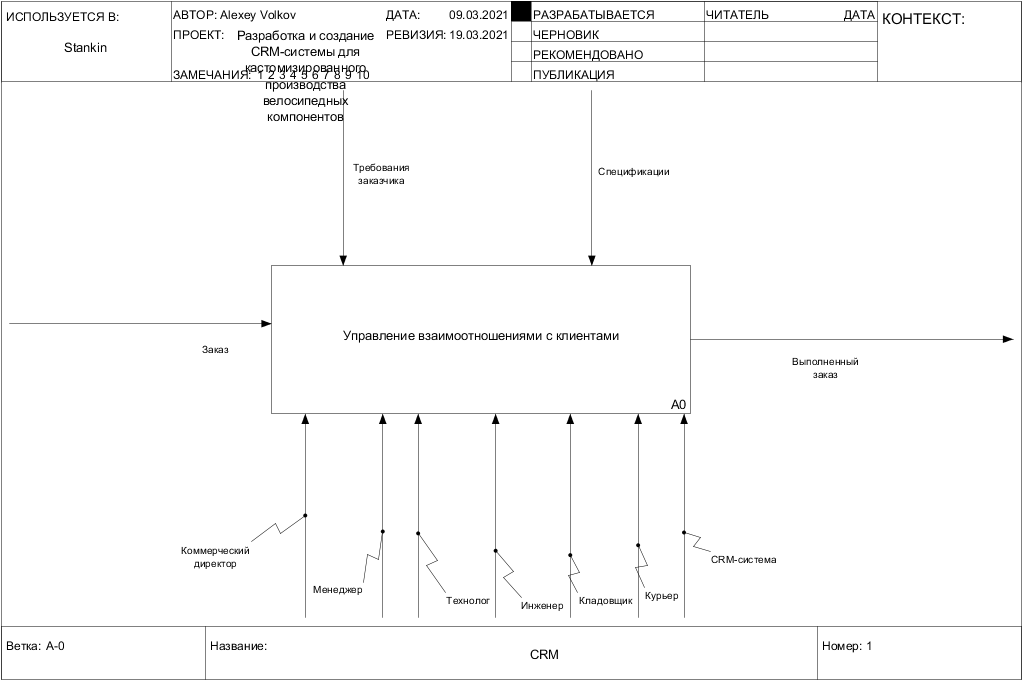 ИСПОЛЬЗУЕТСЯ В:
Stankin
АВТОР: Alexey Volkov
ДАТА: 09.03.2021
ПРОЕКТ: Разработка и создание
CRM-системы для
кастомизированного
производства
велосипедных
компонентов
РЕВИЗИЯ: 19.03.2021
ЗАМЕЧАНИЯ: 1 2 3 4 5 6 7 8 9 10
РАЗРАБАТЫВАЕТСЯ
ЧЕРНОВИК
РЕКОМЕНДОВАНО
ПУБЛИКАЦИЯ
ЧИТАТЕЛЬ ДАТА
КОНТЕКСТ:
Требования
заказчика
Спецификации
Заказ
Управление взаимоотношениями с клиентами
A0
Выполненный
заказ
Коммерческий
директор
Менеджер
Технолог
Инженер
Кладовщик
Курьер
CRM-система
Ветка: A-0
Название:
CRM
Номер: 1